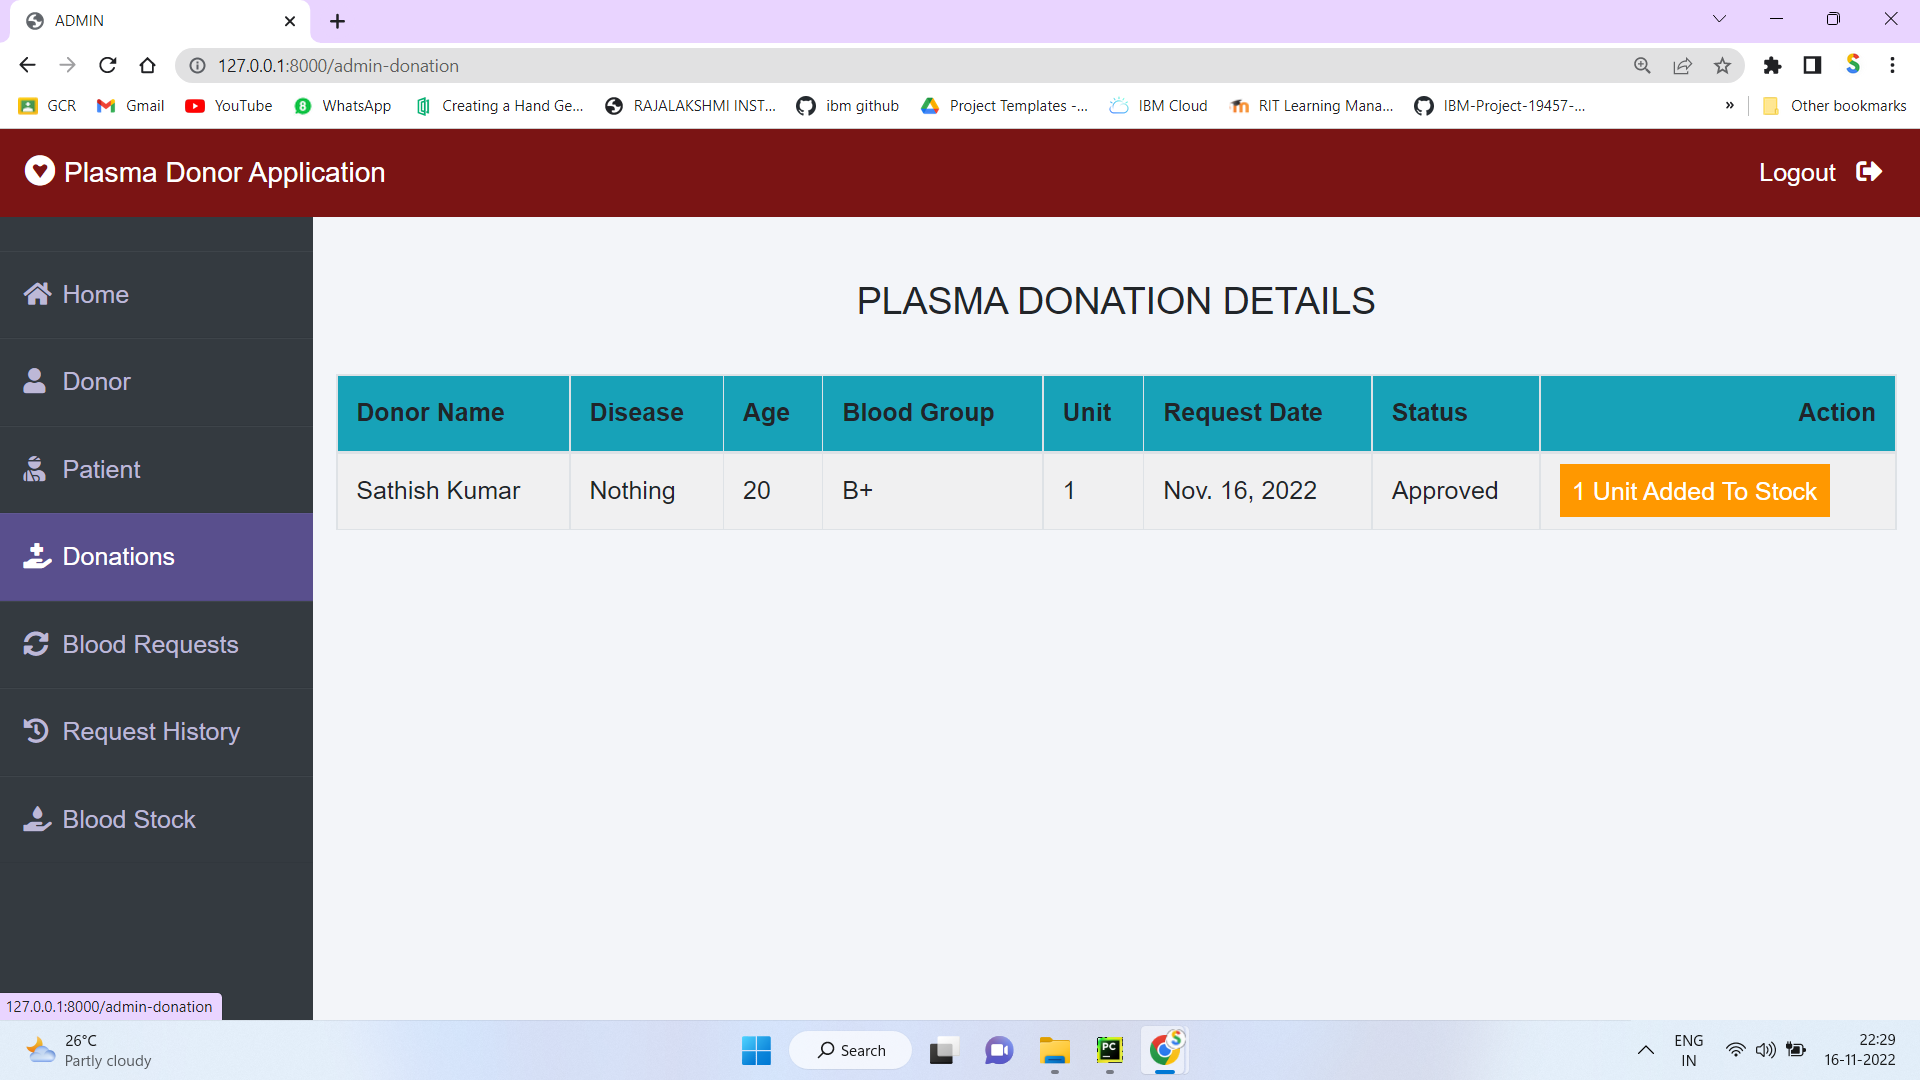 ADMIN
127.0.0.1:8000/admin-donation
GCR Gmail YouTube WhatsApp Creating a Hand Ge... RAJALAKSHMI INST... ibm github Project Templates -... IBM Cloud RIT Learning Mana... IBM-Project-19457-... » Other bookmarks
Plasma Donor Application
Logout
Home
Donor
Patient
Donations
Blood Requests
Request History
Blood Stock
PLASMA DONATION DETAILS
Donor Name Disease Age Blood Group Unit Request Date Status Action
Sathish Kumar Nothing 20 B+ 1 Nov. 16, 2022 Approved 1 Unit Added To Stock
127.0.0.1:8000/admin-donation
26°C
Partly cloudy
Search
PC
ENG
IN
22:29
16-11-2022